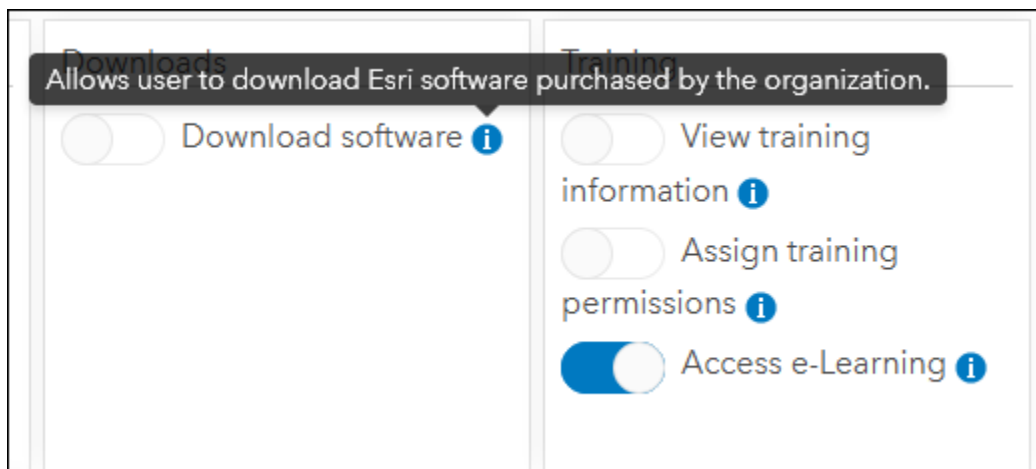 Downloads
Training
Allows user to download Esri software purchased by the organization.
Download software
View training
information
Assign training
permissions
Access e-Learning